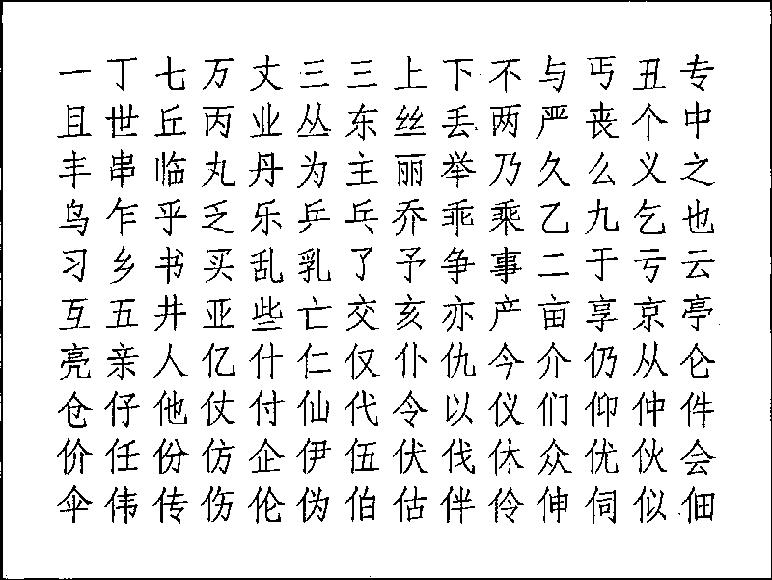 一丁七万丈三三上下不与丐丑专
且世丘丙业丛东丝丢两严丧个中
丰串临丸丹为主丽举乃久么义之
乌乍乎乏乐乒乓乔乖乘乙九乞也
习乡书买乱乳了予争事二于亏云
互五井亚些亡交亥亦产亩享京亭
亮亲人亿什仁仅仆仇今介仍从仑
仓仔他仗付仙代令以仪们仰仲件
价任份仿企伊伍伏伐休众优伙会
伞伟传伤伦伪伯估伴伶伸伺似佃